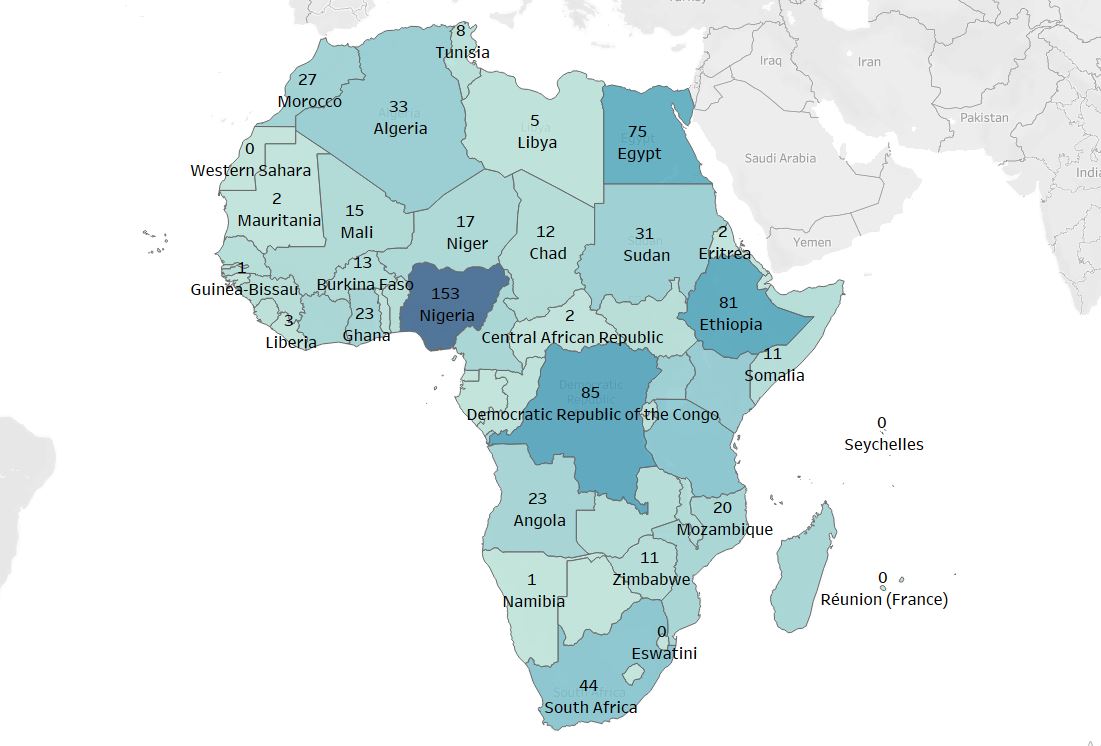 Turkey
8
Tunisia
Iraq
Iran
27
Morocco
33
Algeria
5
Libya
75
Egypt
Pakistan
0
Western Sahara
Saudi Arabia
India
2
Mauritania
15
Mali
17
Niger
12
Chad
31
Sudan
2
Eritrea
Yemen
1
Guinea-Bissau
13
Burkina Faso
153
Nigeria
81
Ethiopia
3
Liberia
23
Ghana
2
Central African Republic
11
Somalia
Democratic
Republic
85
Democratic Republic of the Congo
0
Seychelles
23
Angola
20
Mozambique
11
Zimbabwe
1
Namibia
0
Réunion (France)
0
Eswatini
44
South Africa